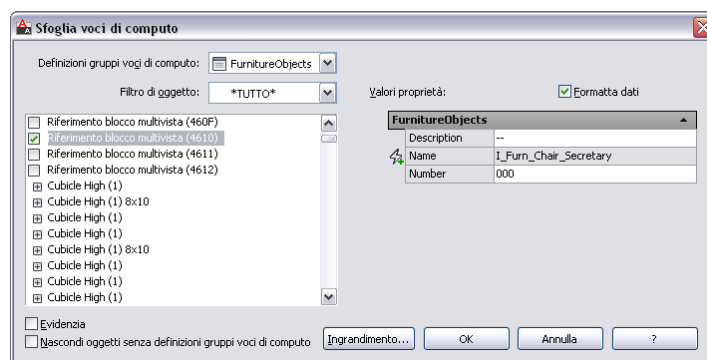 Sfoglia voci di computo
Definizioni gruppi voci di computo: FurnitureObjects
Filtro di oggetto: *TUTTO*
Valori proprietà: Formatta dati
Riferimento blocco multivista (460F)
Riferimento blocco multivista (4610)
Riferimento blocco multivista (4611)
Riferimento blocco multivista (4612)
Cubicle High (1)
Cubicle High (1) 8x10
Cubicle High (1)
Cubicle High (1)
Cubicle High (1) 8x10
Cubicle High (1)
Cubicle High (1)
Cubicle High (1)
FurnitureObjects
Description --
Name I_Furn_Chair_Secretary
Number 000
Evidenzia
Nascondi oggetti senza definizioni gruppi voci di computo
Ingrandimento... OK Annulla ?